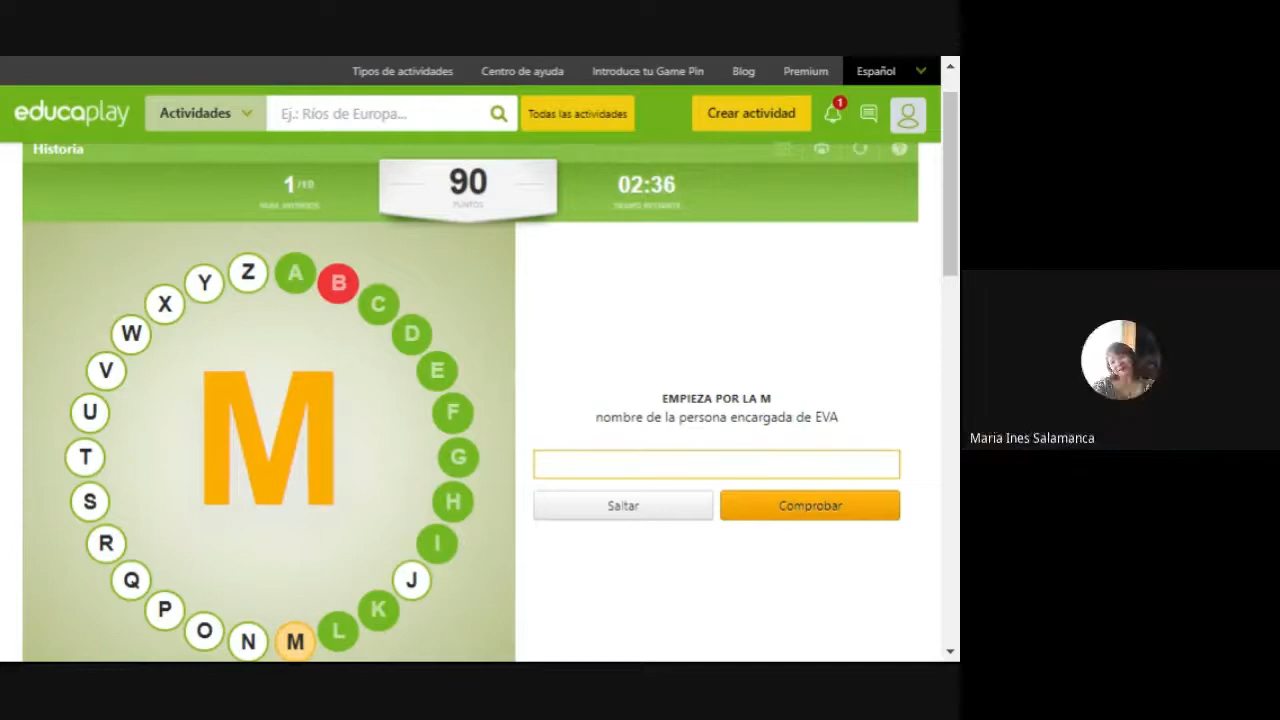 Tipos de actividades Centro de ayuda Introduce tu Game Pin Blog Premium Español
educaplay Actividades Ej.: Ríos de Europa... Todas las actividades Crear actividad 1
Historia
1/10 90 02:36
PUNTOS
Z A B C D E F G H I J K L M N O P Q R S T U V W X Y
M
EMPIEZA POR LA M
nombre de la persona encargada de EVA
Saltar Comprobar
Maria Ines Salamanca